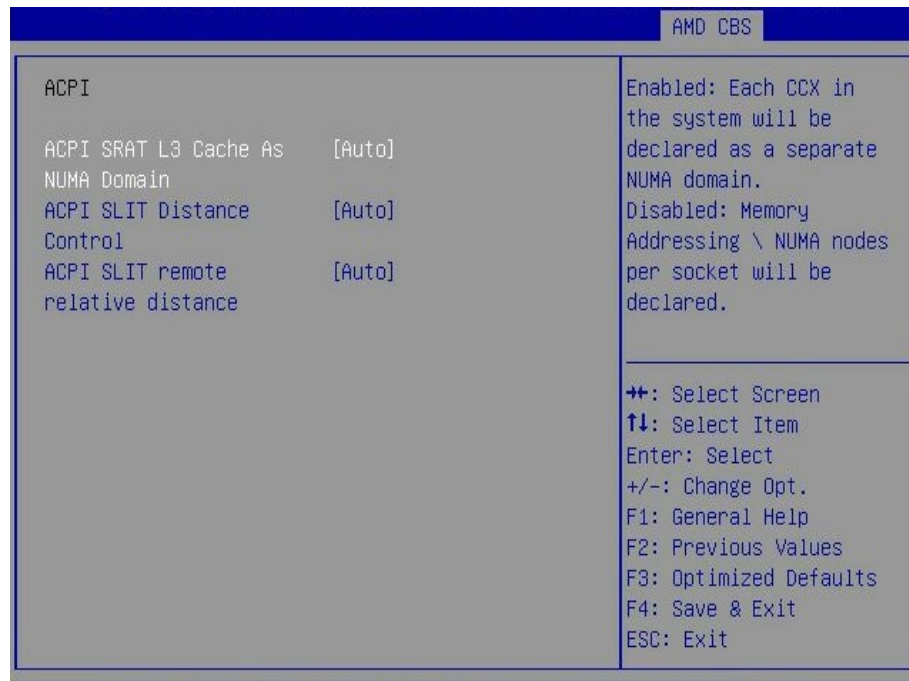 AMD CBS
ACPI
ACPI SRAT L3 Cache As [Auto]
NUMA Domain
ACPI SLIT Distance [Auto]
Control
ACPI SLIT remote [Auto]
relative distance
Enabled: Each CCX in
the system will be
declared as a separate
NUMA domain.
Disabled: Memory
Addressing \ NUMA nodes
per socket will be
declared.
→←: Select Screen
↑↓: Select Item
Enter: Select
+/-: Change Opt.
F1: General Help
F2: Previous Values
F3: Optimized Defaults
F4: Save & Exit
ESC: Exit